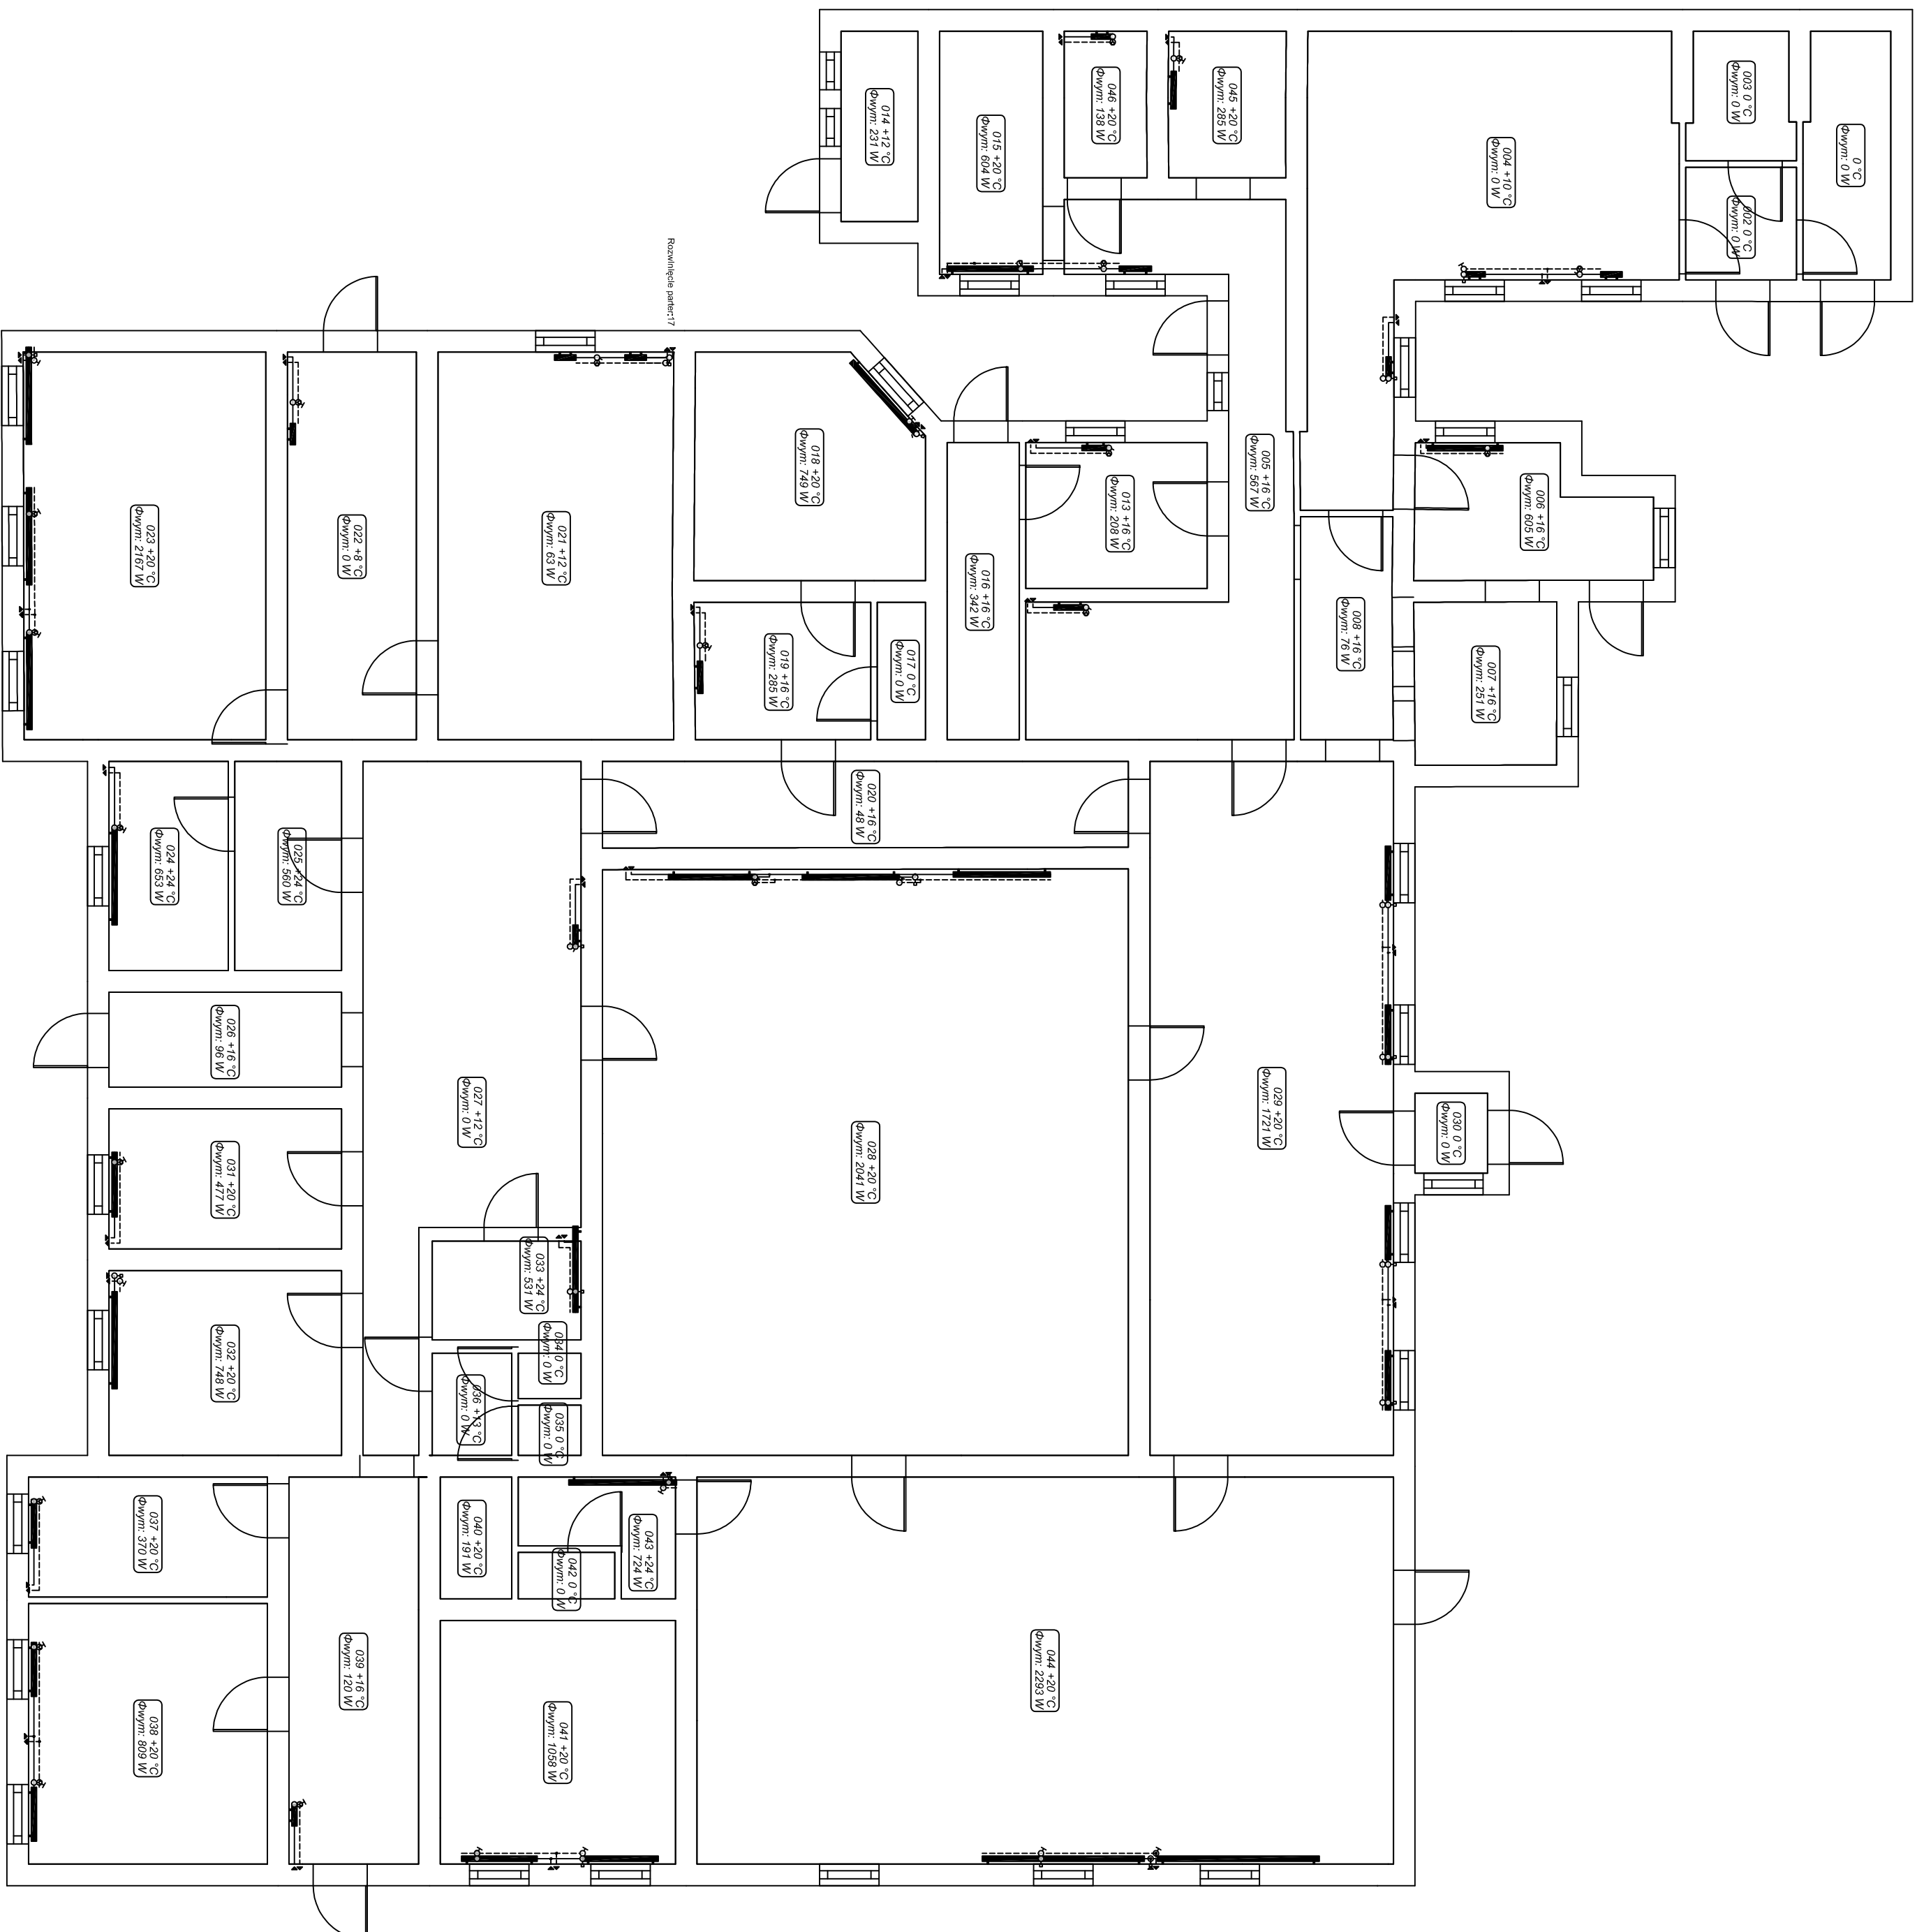 0 °C
Φwym: 0 W
003 0 °C
Φwym: 0 W
002 0 °C
Φwym: 0 W
004 +10 °C
Φwym: 0 W
045 +20 °C
Φwym: 285 W
046 +20 °C
Φwym: 138 W
015 +20 °C
Φwym: 604 W
014 +12 °C
Φwym: 231 W
Rozwinięcie parter:17
006 +16 °C
Φwym: 605 W
007 +16 °C
Φwym: 251 W
008 +16 °C
Φwym: 76 W
005 +16 °C
Φwym: 567 W
013 +16 °C
Φwym: 208 W
016 +16 °C
Φwym: 342 W
017 0 °C
Φwym: 0 W
018 +20 °C
Φwym: 749 W
019 +16 °C
Φwym: 285 W
021 +12 °C
Φwym: 63 W
022 +8 °C
Φwym: 0 W
023 +20 °C
Φwym: 2167 W
020 +16 °C
Φwym: 48 W
025 +24 °C
Φwym: 560 W
024 +24 °C
Φwym: 653 W
026 +16 °C
Φwym: 96 W
027 +12 °C
Φwym: 0 W
028 +20 °C
Φwym: 2041 W
029 +20 °C
Φwym: 1721 W
030 0 °C
Φwym: 0 W
031 +20 °C
Φwym: 477 W
032 +20 °C
Φwym: 748 W
033 +24 °C
Φwym: 531 W
034 0 °C
Φwym: 0 W
035 0 °C
Φwym: 0 W
036 +13 °C
Φwym: 0 W
037 +20 °C
Φwym: 370 W
038 +20 °C
Φwym: 809 W
039 +16 °C
Φwym: 120 W
040 +20 °C
Φwym: 191 W
042 0 °C
Φwym: 0 W
043 +24 °C
Φwym: 724 W
041 +20 °C
Φwym: 1058 W
044 +20 °C
Φwym: 2293 W